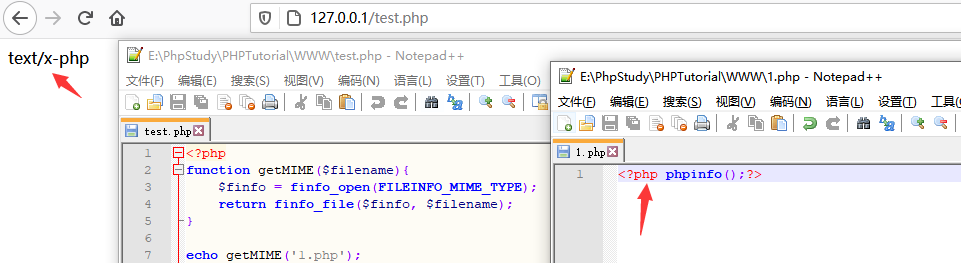 127.0.0.1/test.php
text/x-php
E:\PhpStudy\PHPTutorial\WWW\test.php - Notepad++
文件(F) 编辑(E) 搜索(S) 视图(V) 编码(N) 语言(L) 设置(T) 工具(O)
test.php
1 <?php
2 function getMIME($filename){
3 $finfo = finfo_open(FILEINFO_MIME_TYPE);
4 return finfo_file($finfo, $filename);
5 }
6
7 echo getMIME('1.php');
E:\PhpStudy\PHPTutorial\WWW\1.php - Notepad++
文件(F) 编辑(E) 搜索(S) 视图(V) 编码(N) 语言(L) 设置(T)
1.php
1 <?php phpinfo();?>